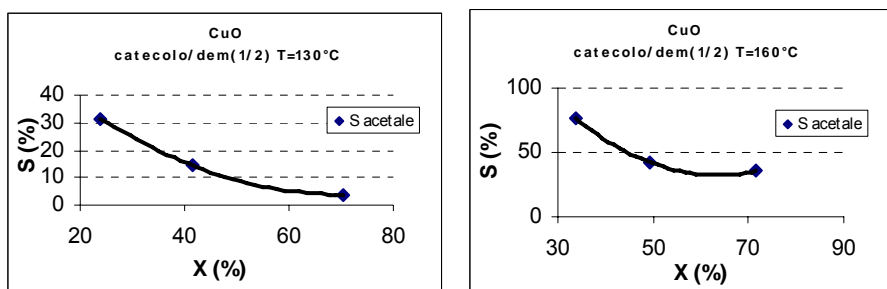 CuO
catecolo/dem(1/2) T=130°C
40
30
20
10
0
S (%)
20 40 60 80
X (%)
S acetale
CuO
catecolo/dem(1/2) T=160°C
100
50
0
S (%)
30 50 70 90
X (%)
S acetale